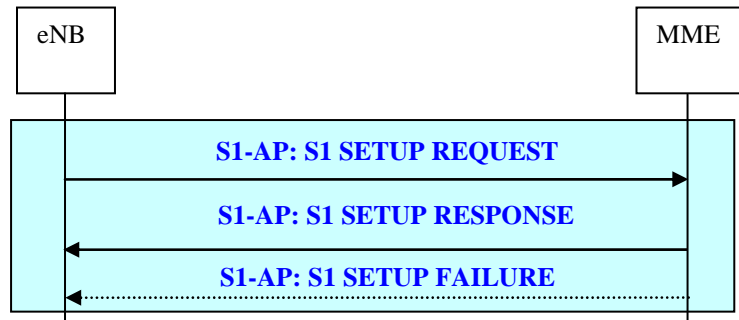 eNB
MME
S1-AP: S1 SETUP REQUEST
S1-AP: S1 SETUP RESPONSE
S1-AP: S1 SETUP FAILURE